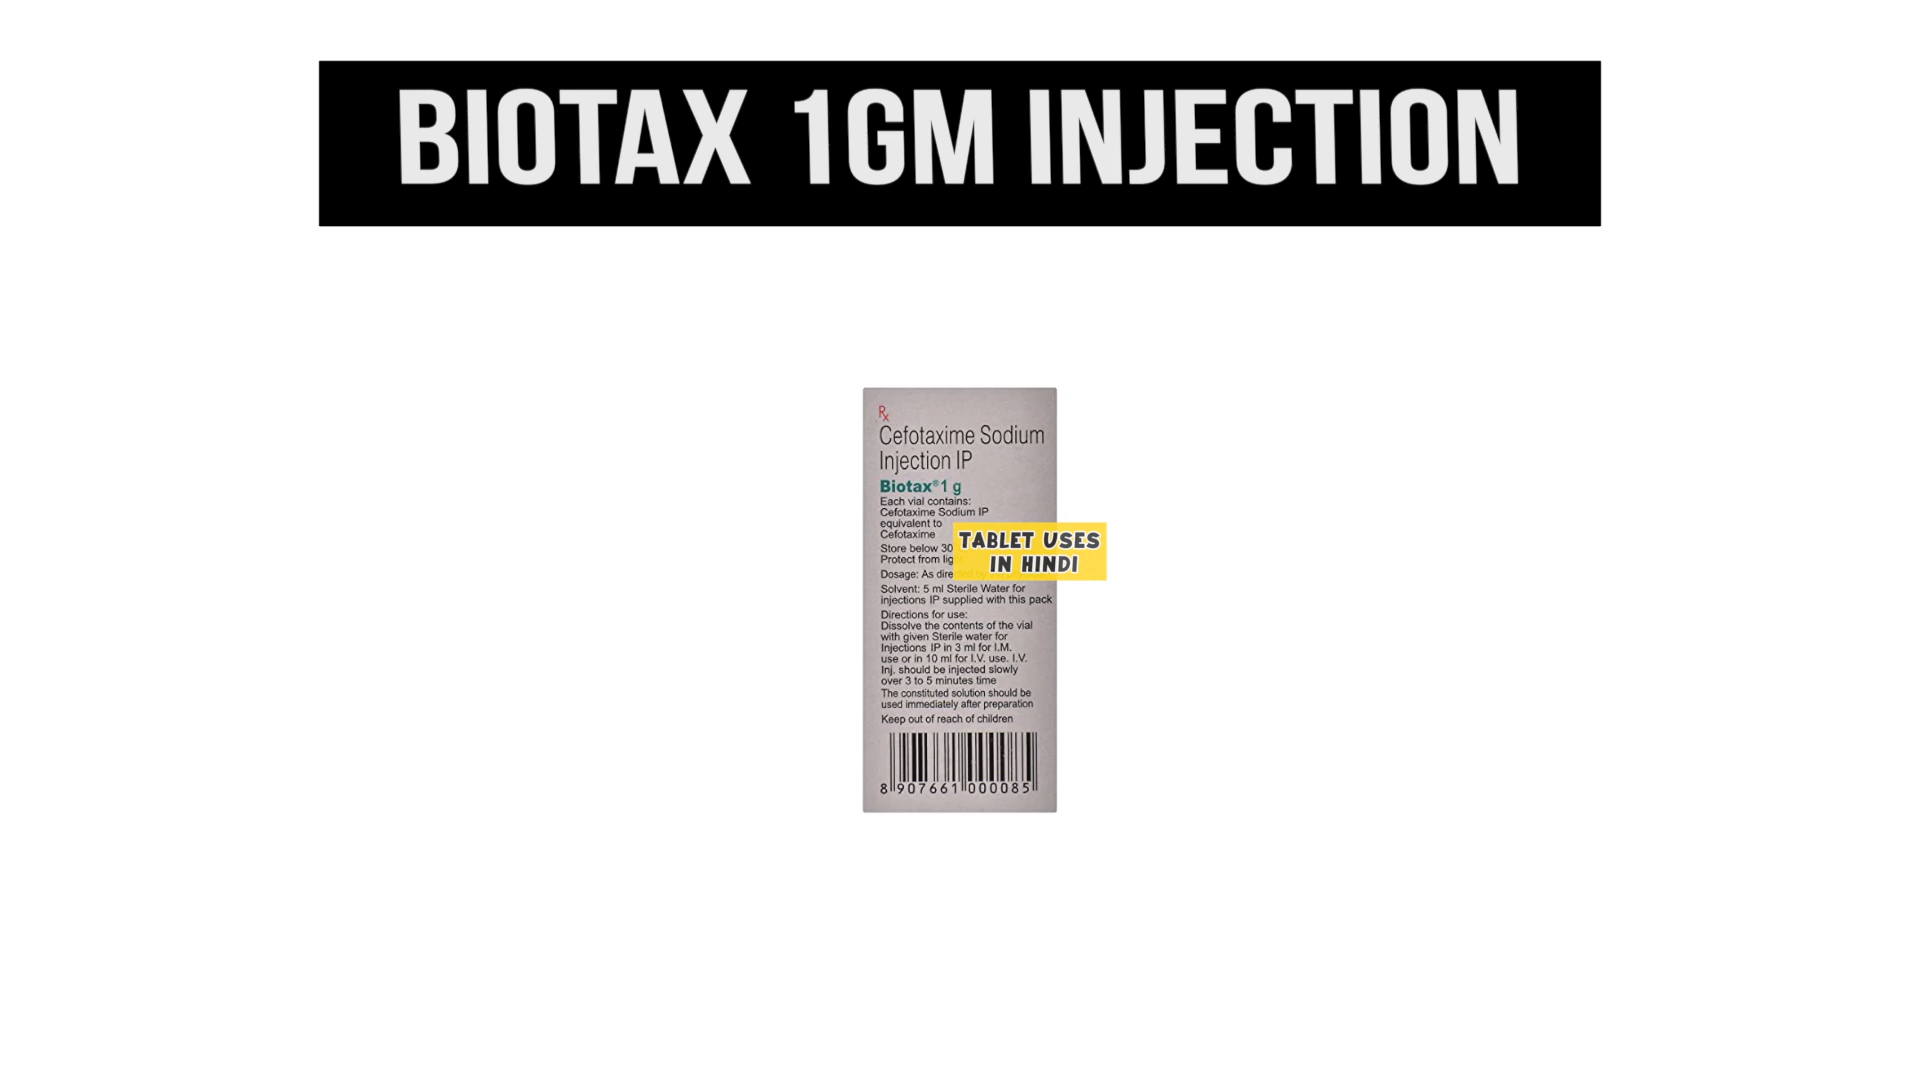 BIOTAX 1GM INJECTION
Rx
Cefotaxime Sodium
Injection IP
Biotax® 1 g
Each vial contains:
Cefotaxime Sodium IP
equivalent to
Cefotaxime
Store below 30
Protect from
Dosage: As
TABLET USES
IN HINDI
Solvent: 5 ml Sterile Water for
injections IP supplied with this pack
Directions for use:
Dissolve the contents of the vial
with given Sterile water for
Injections IP in 3 ml for I.M.
use or in 10 ml for I.V. use. I.V.
Inj. should be injected slowly
over 3 to 5 minutes time
The constituted solution should be
used immediately after preparation
Keep out of reach of children
8 907661 000085